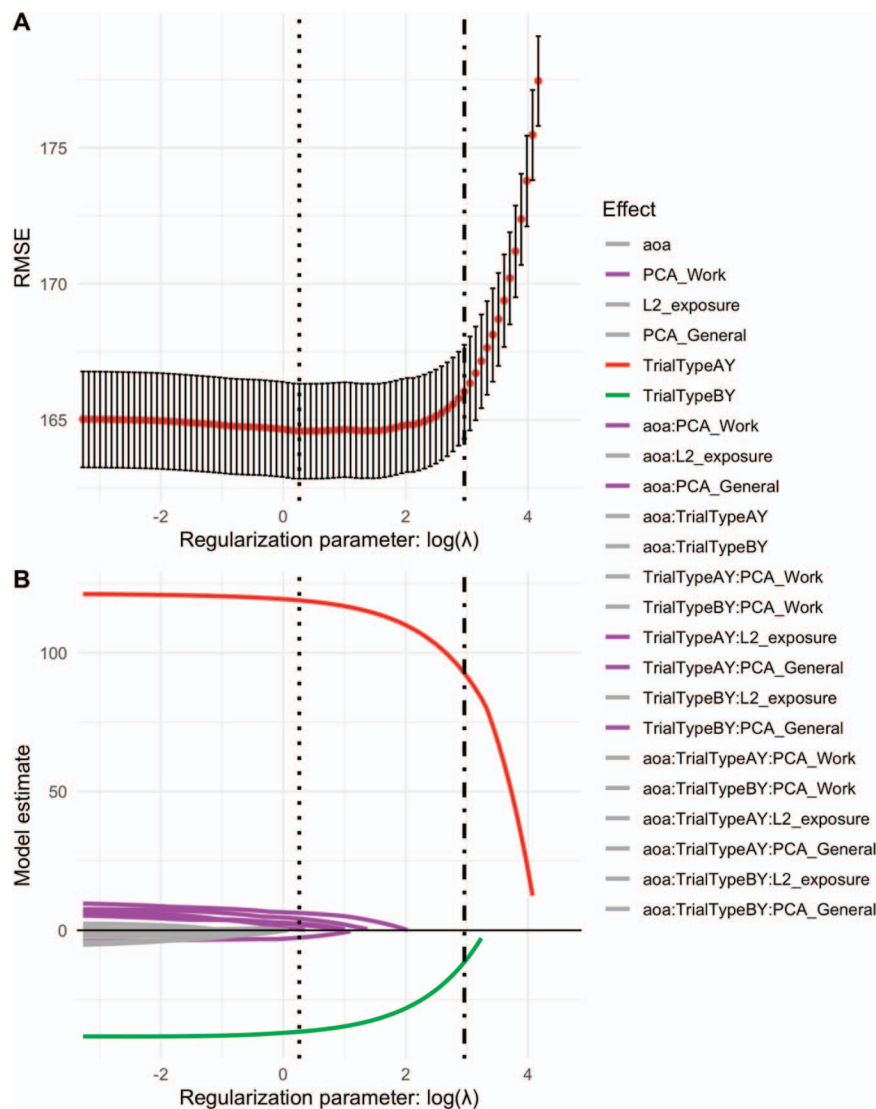 A
RMSE
175
170
165
-2
0
2
4
Regularization parameter: log(λ)
B
Model estimate
100
50
0
-2
0
2
4
Regularization parameter: log(λ)
Effect
aoa
PCA_Work
L2_exposure
PCA_General
TrialTypeAY
TrialTypeBY
aoa:PCA_Work
aoa:L2_exposure
aoa:PCA_General
aoa:TrialTypeAY
aoa:TrialTypeBY
TrialTypeAY:PCA_Work
TrialTypeBY:PCA_Work
TrialTypeAY:L2_exposure
TrialTypeAY:PCA_General
TrialTypeBY:L2_exposure
TrialTypeBY:PCA_General
aoa:TrialTypeAY:PCA_Work
aoa:TrialTypeBY:PCA_Work
aoa:TrialTypeAY:L2_exposure
aoa:TrialTypeAY:PCA_General
aoa:TrialTypeBY:L2_exposure
aoa:TrialTypeBY:PCA_General